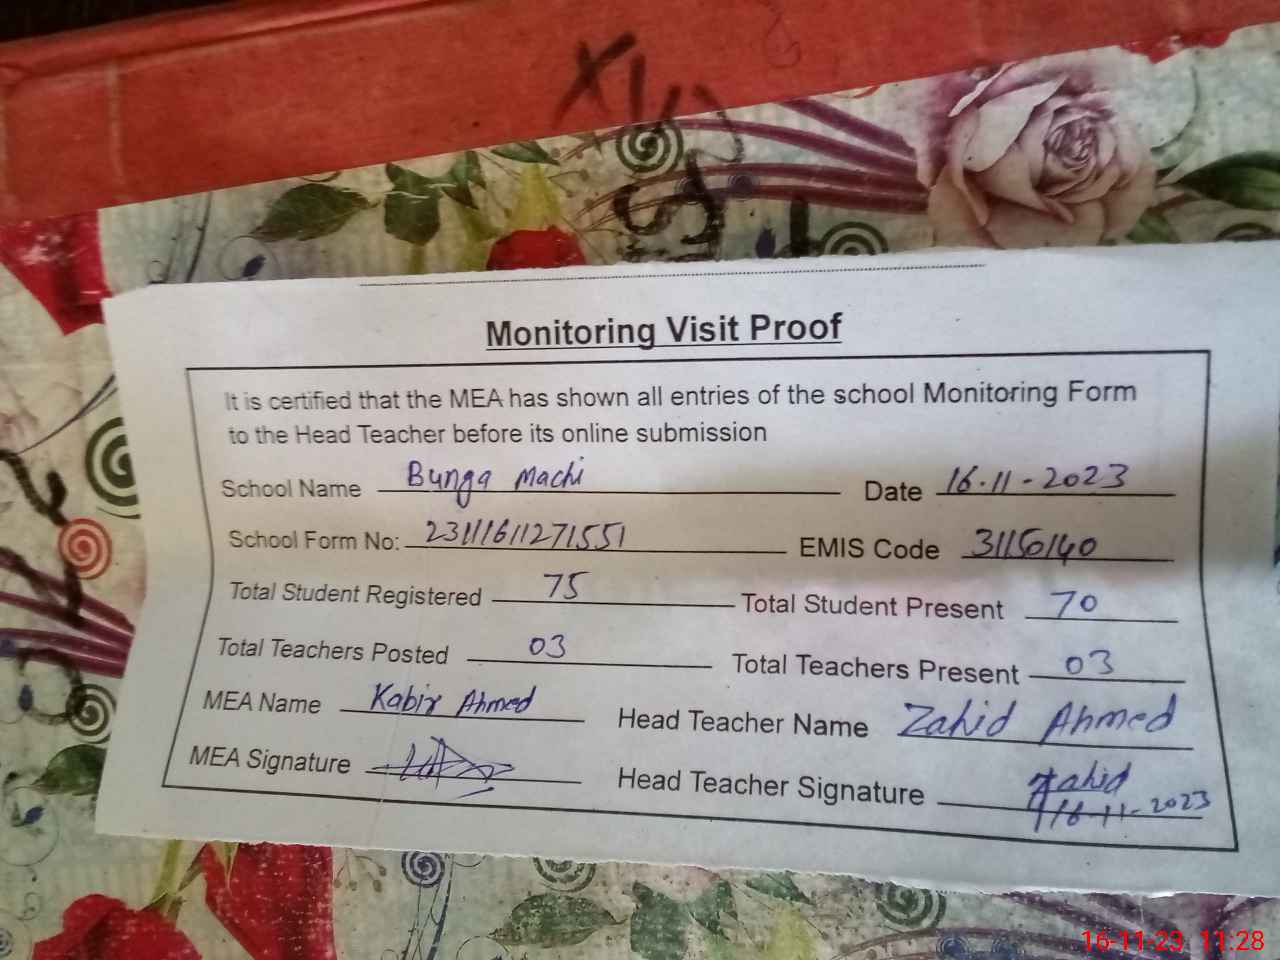 Monitoring Visit Proof
It is certified that the MEA has shown all entries of the school Monitoring Form
to the Head Teacher before its online submission
School Name Bunga Machi Date 16.11-2023
School Form No: 23111611271551 EMIS Code 31150140
Total Student Registered 75 Total Student Present 70
Total Teachers Posted 03 Total Teachers Present 03
MEA Name Kabir Ahmed Head Teacher Name Zahid Ahmed
MEA Signature Head Teacher Signature Zahid
16-11-2023
16-11-23 11:28